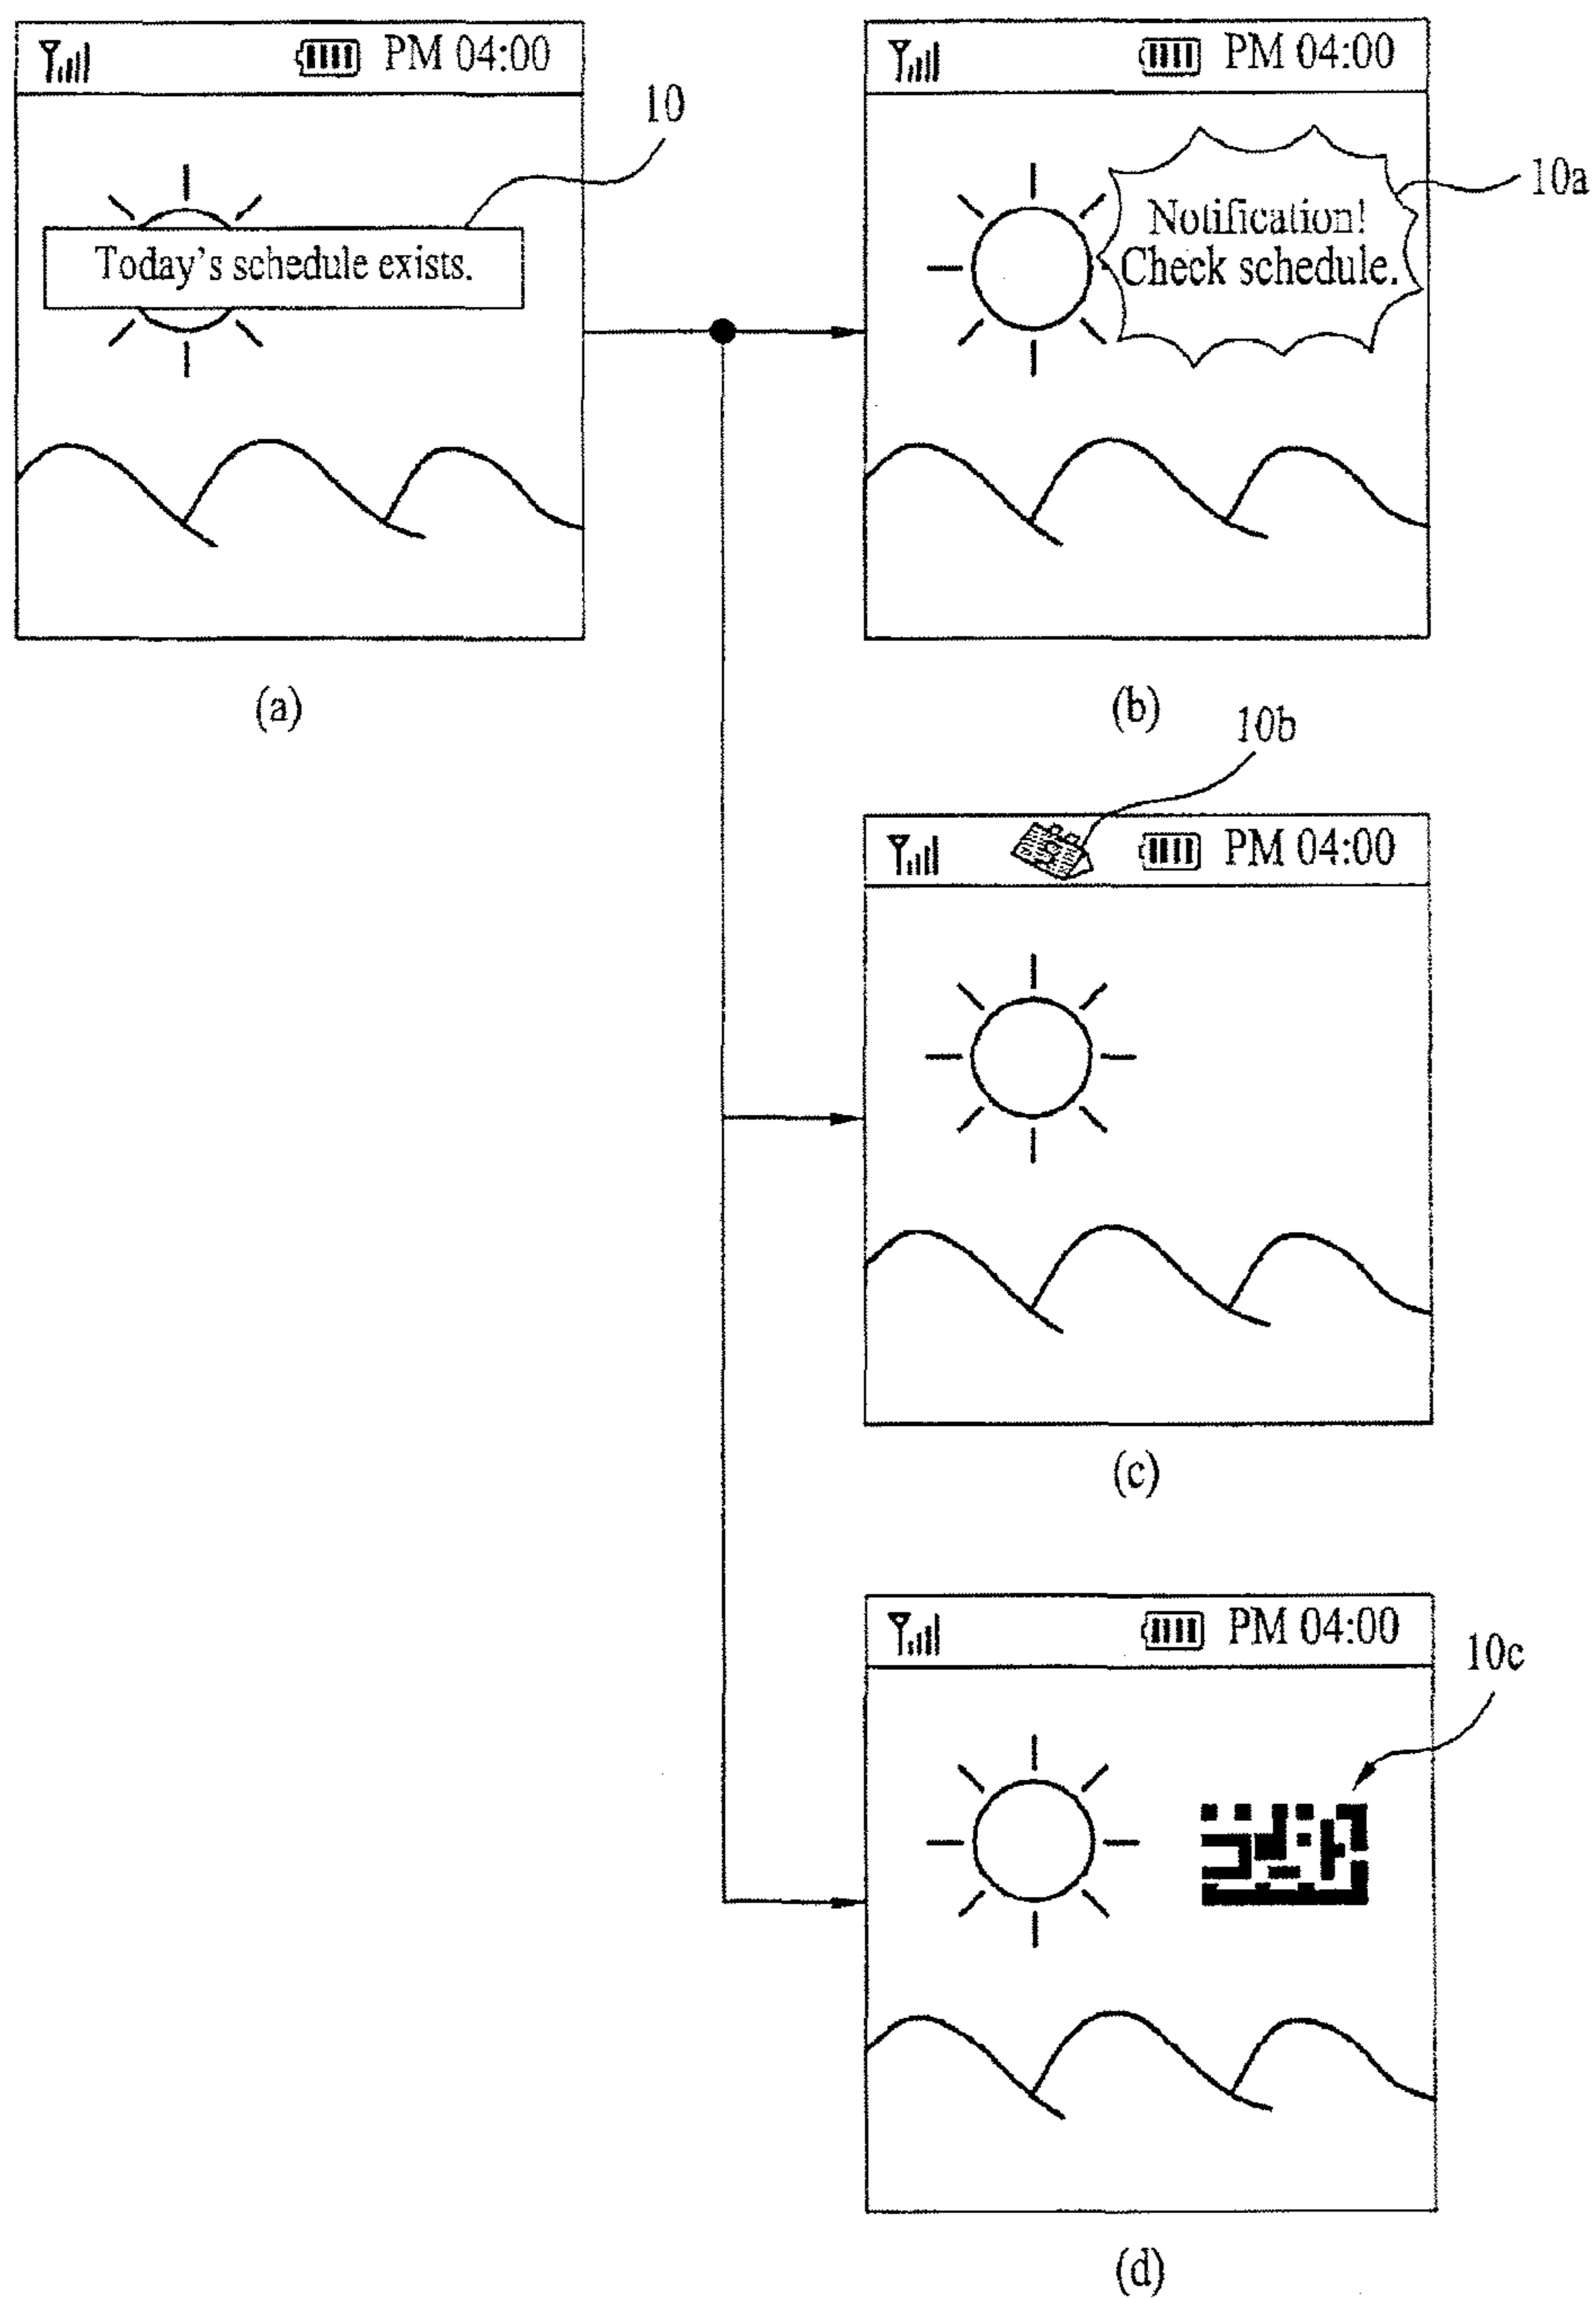 PM 04:00
10
Today's schedule exists.
(a)
PM 04:00
10a
Notification!
Check schedule.
(b)
10b
PM 04:00
(c)
PM 04:00
10c
(d)